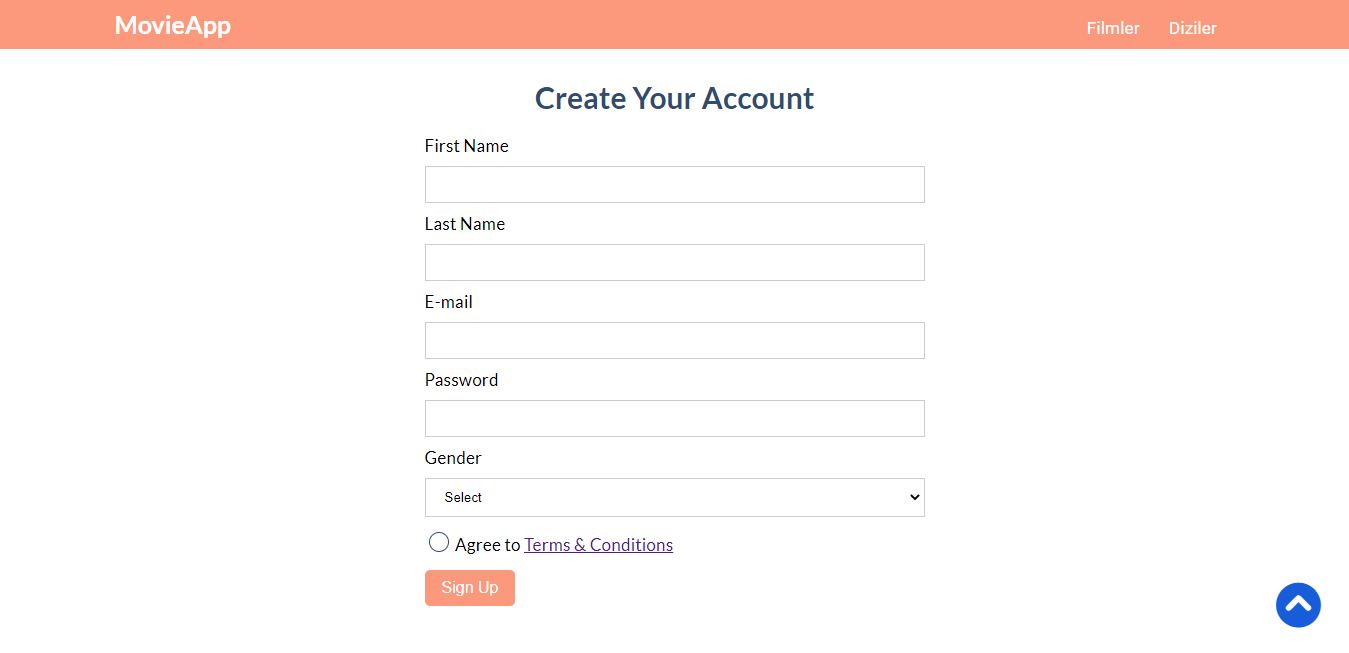 MovieApp
Filmler Diziler
Create Your Account
First Name
Last Name
E-mail
Password
Gender
Select
Agree to Terms & Conditions
Sign Up